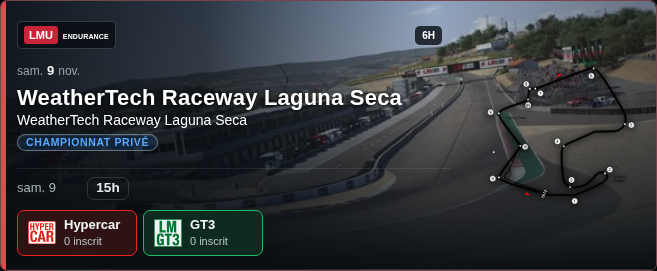 LMU ENDURANCE
6H
sam. 9 nov.
WeatherTech Raceway Laguna Seca
WeatherTech Raceway Laguna Seca
CHAMPIONNAT PRIVÉ
sam. 9 15h
HYPER CAR Hypercar
0 inscrit
LM GT3 GT3
0 inscrit